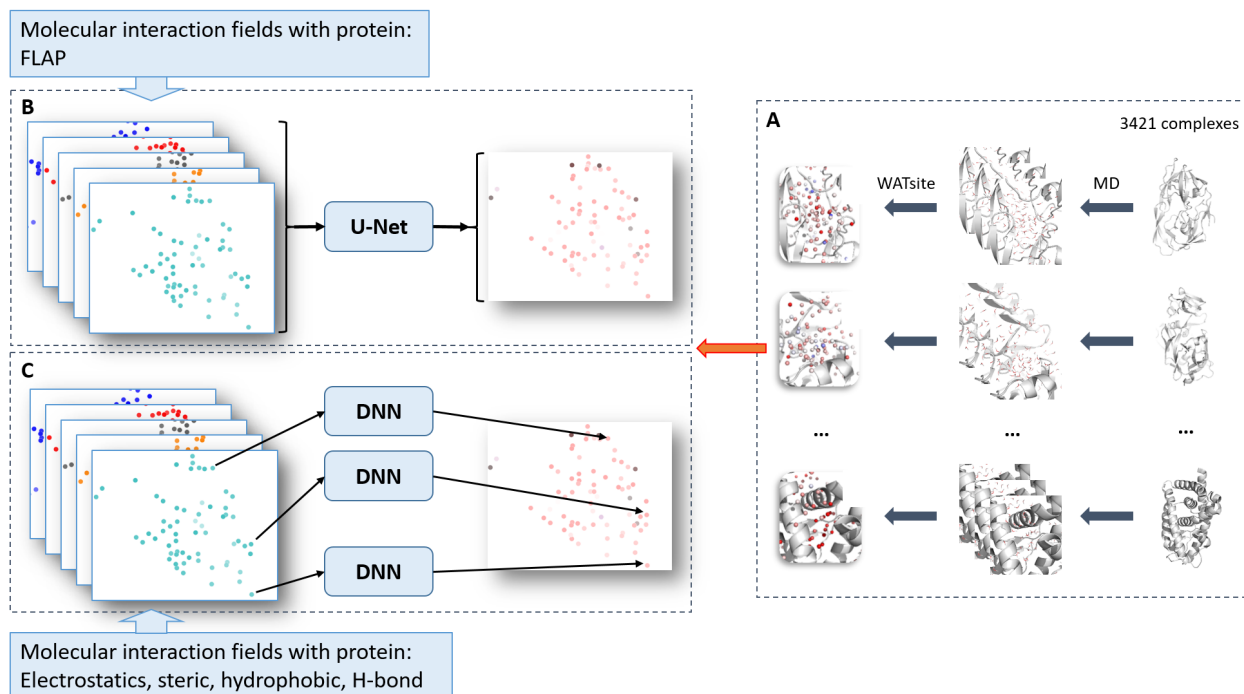 Molecular interaction fields with protein:
FLAP
B
U-Net
A
3421 complexes
WATsite
MD
...
...
...
C
DNN
DNN
DNN
Molecular interaction fields with protein:
Electrostatics, steric, hydrophobic, H-bond